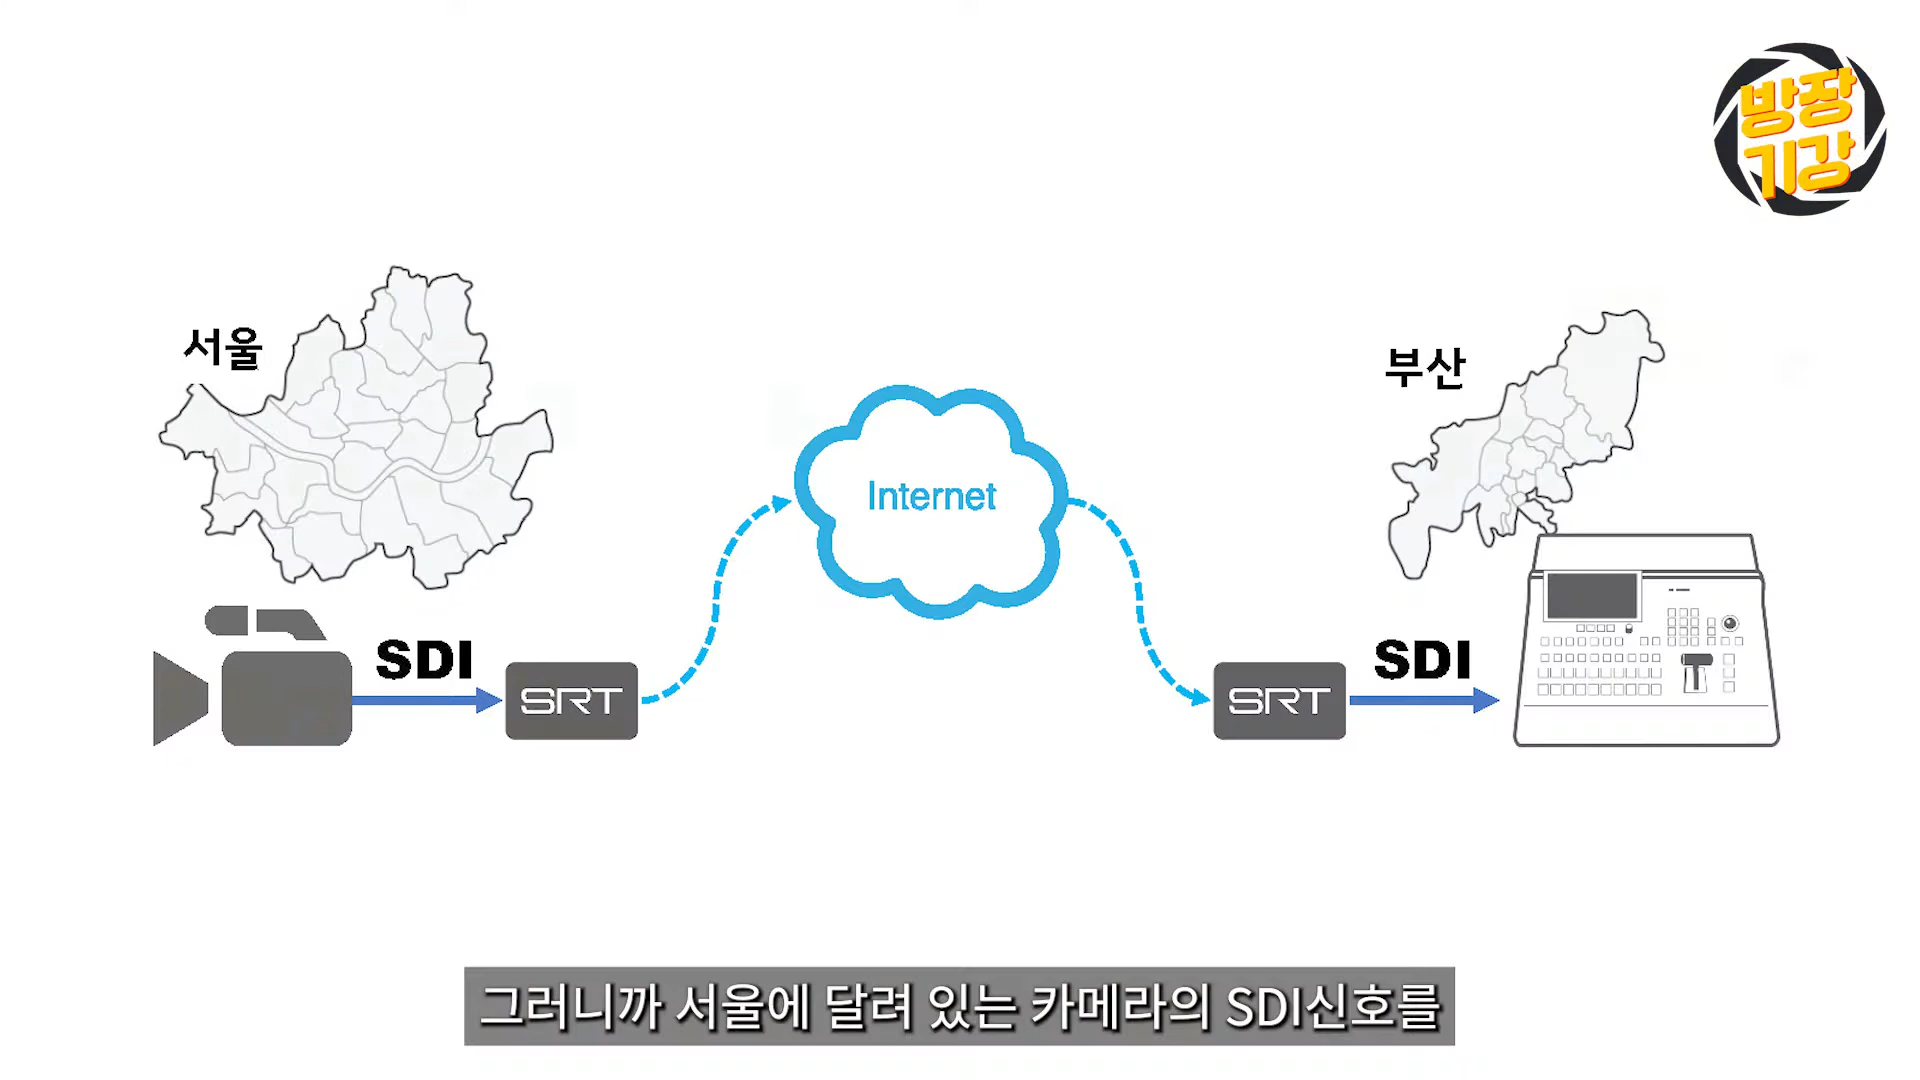 방장
기강
서울
부산
Internet
SDI
SRT
SRT
SDI
그러니까 서울에 달려 있는 카메라의 SDI신호를